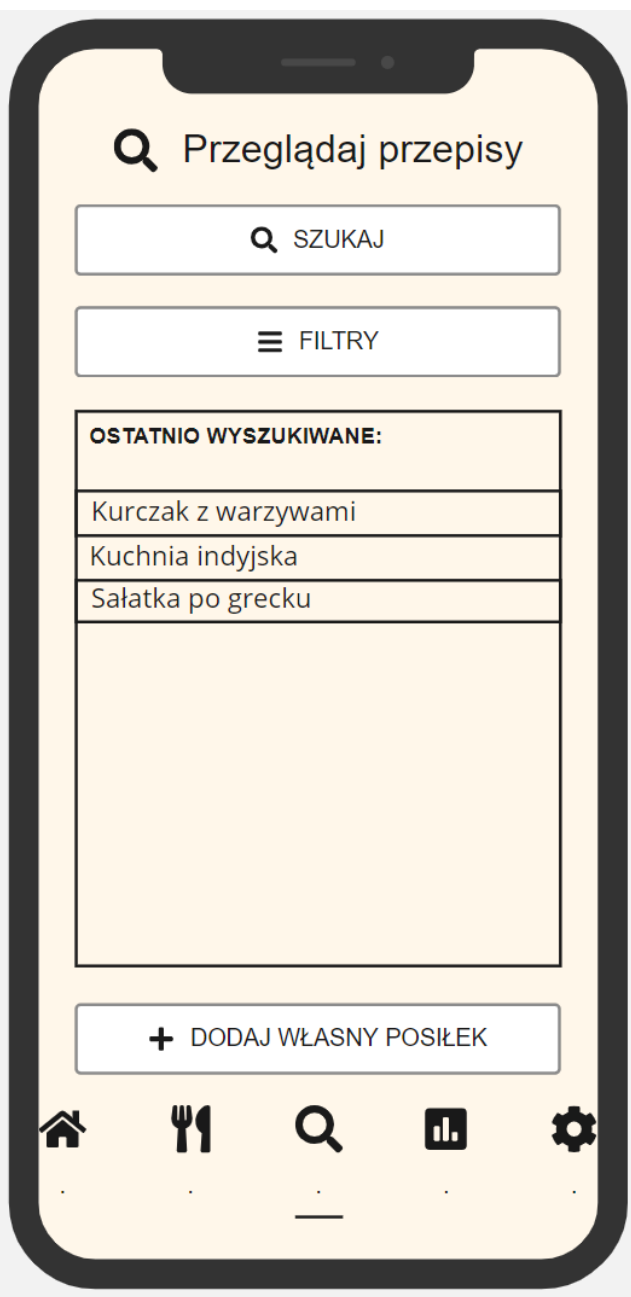 Przeglądaj przepisy
SZUKAJ
FILTRY
OSTATNIO WYSZUKIWANE:
Kurczak z warzywami
Kuchnia indyjska
Sałatka po grecku
DODAJ WŁASNY POSIŁEK